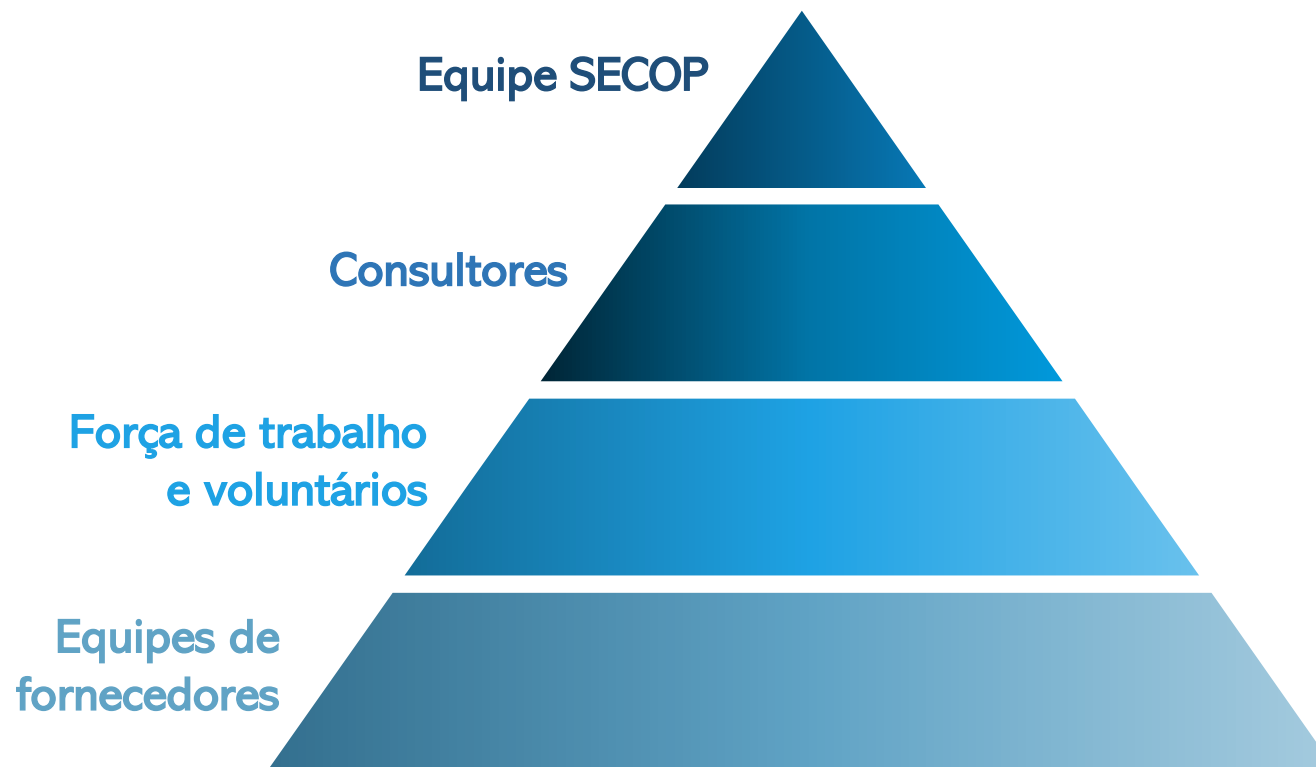 Equipe SECOP
Consultores
Força de trabalho
e voluntários
Equipes de
fornecedores